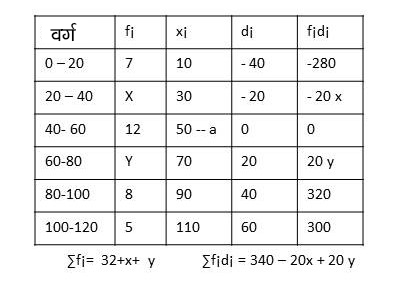 वर्ग fᵢ xᵢ dᵢ fᵢdᵢ
0 – 20 7 10 - 40 -280
20 – 40 X 30 - 20 - 20 x
40- 60 12 50 -- a 0 0
60-80 Y 70 20 20 y
80-100 8 90 40 320
100-120 5 110 60 300
∑fᵢ= 32+x+ y ∑fᵢdᵢ = 340 – 20x + 20 y